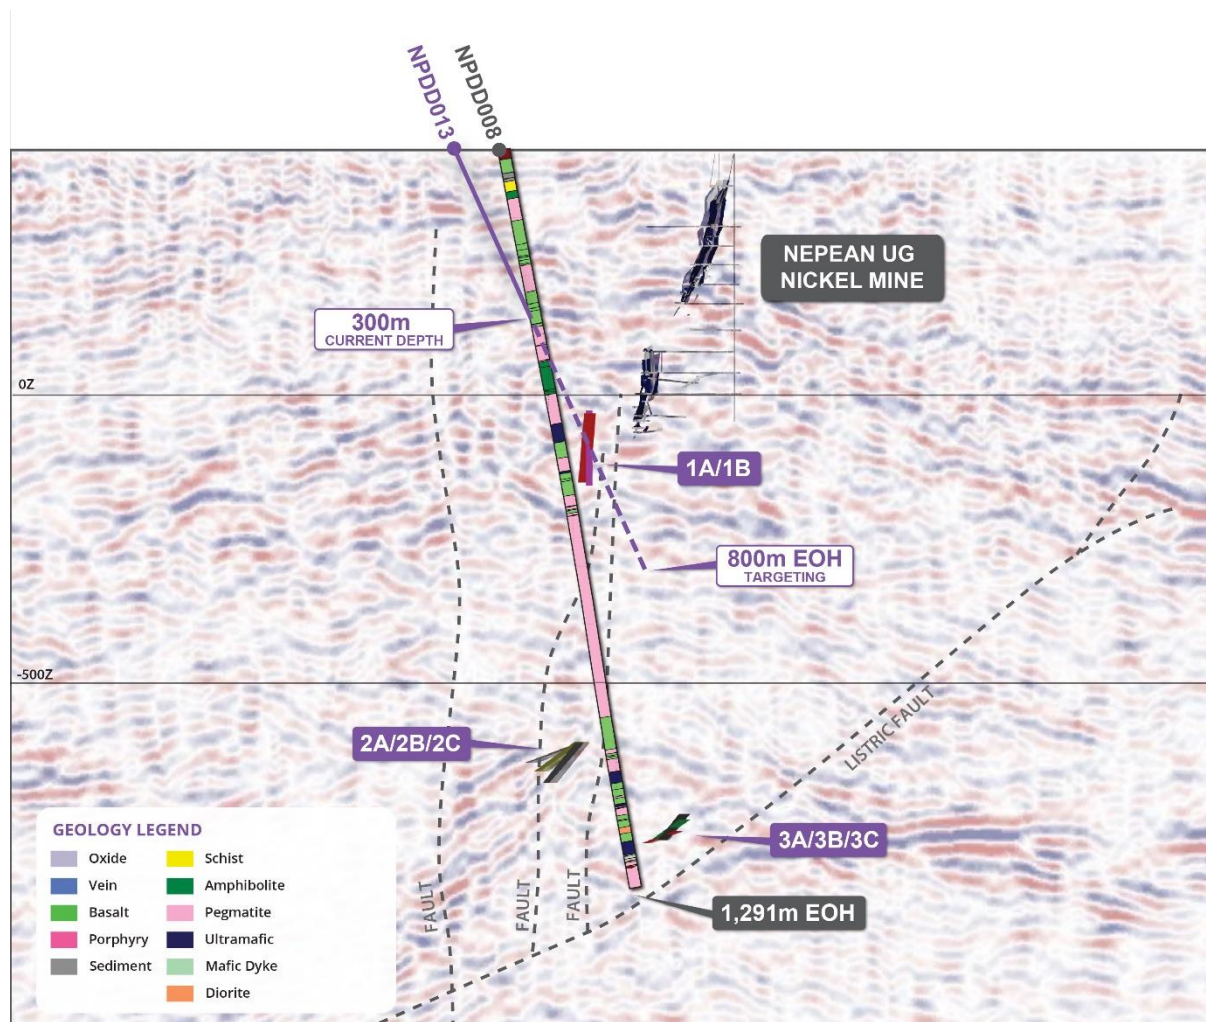 NPDD013
NPDD008
NEPEAN UG
NICKEL MINE
300m
CURRENT DEPTH
0Z
1A/1B
800m EOH
TARGETING
-500Z
LISTRIC FAULT
2A/2B/2C
3A/3B/3C
FAULT
FAULT
FAULT
1,291m EOH
GEOLOGY LEGEND
Oxide
Vein
Basalt
Porphyry
Sediment
Schist
Amphibolite
Pegmatite
Ultramafic
Mafic Dyke
Diorite